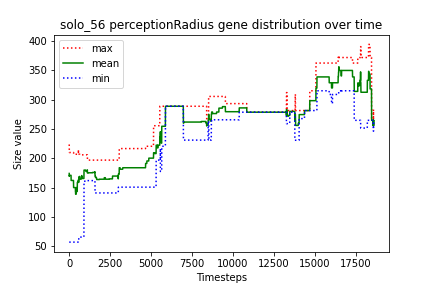 solo_56 perceptionRadius gene distribution over time
400
350
300
250
200
150
100
50
Size value
max
mean
min
0 2500 5000 7500 10000 12500 15000 17500
Timesteps